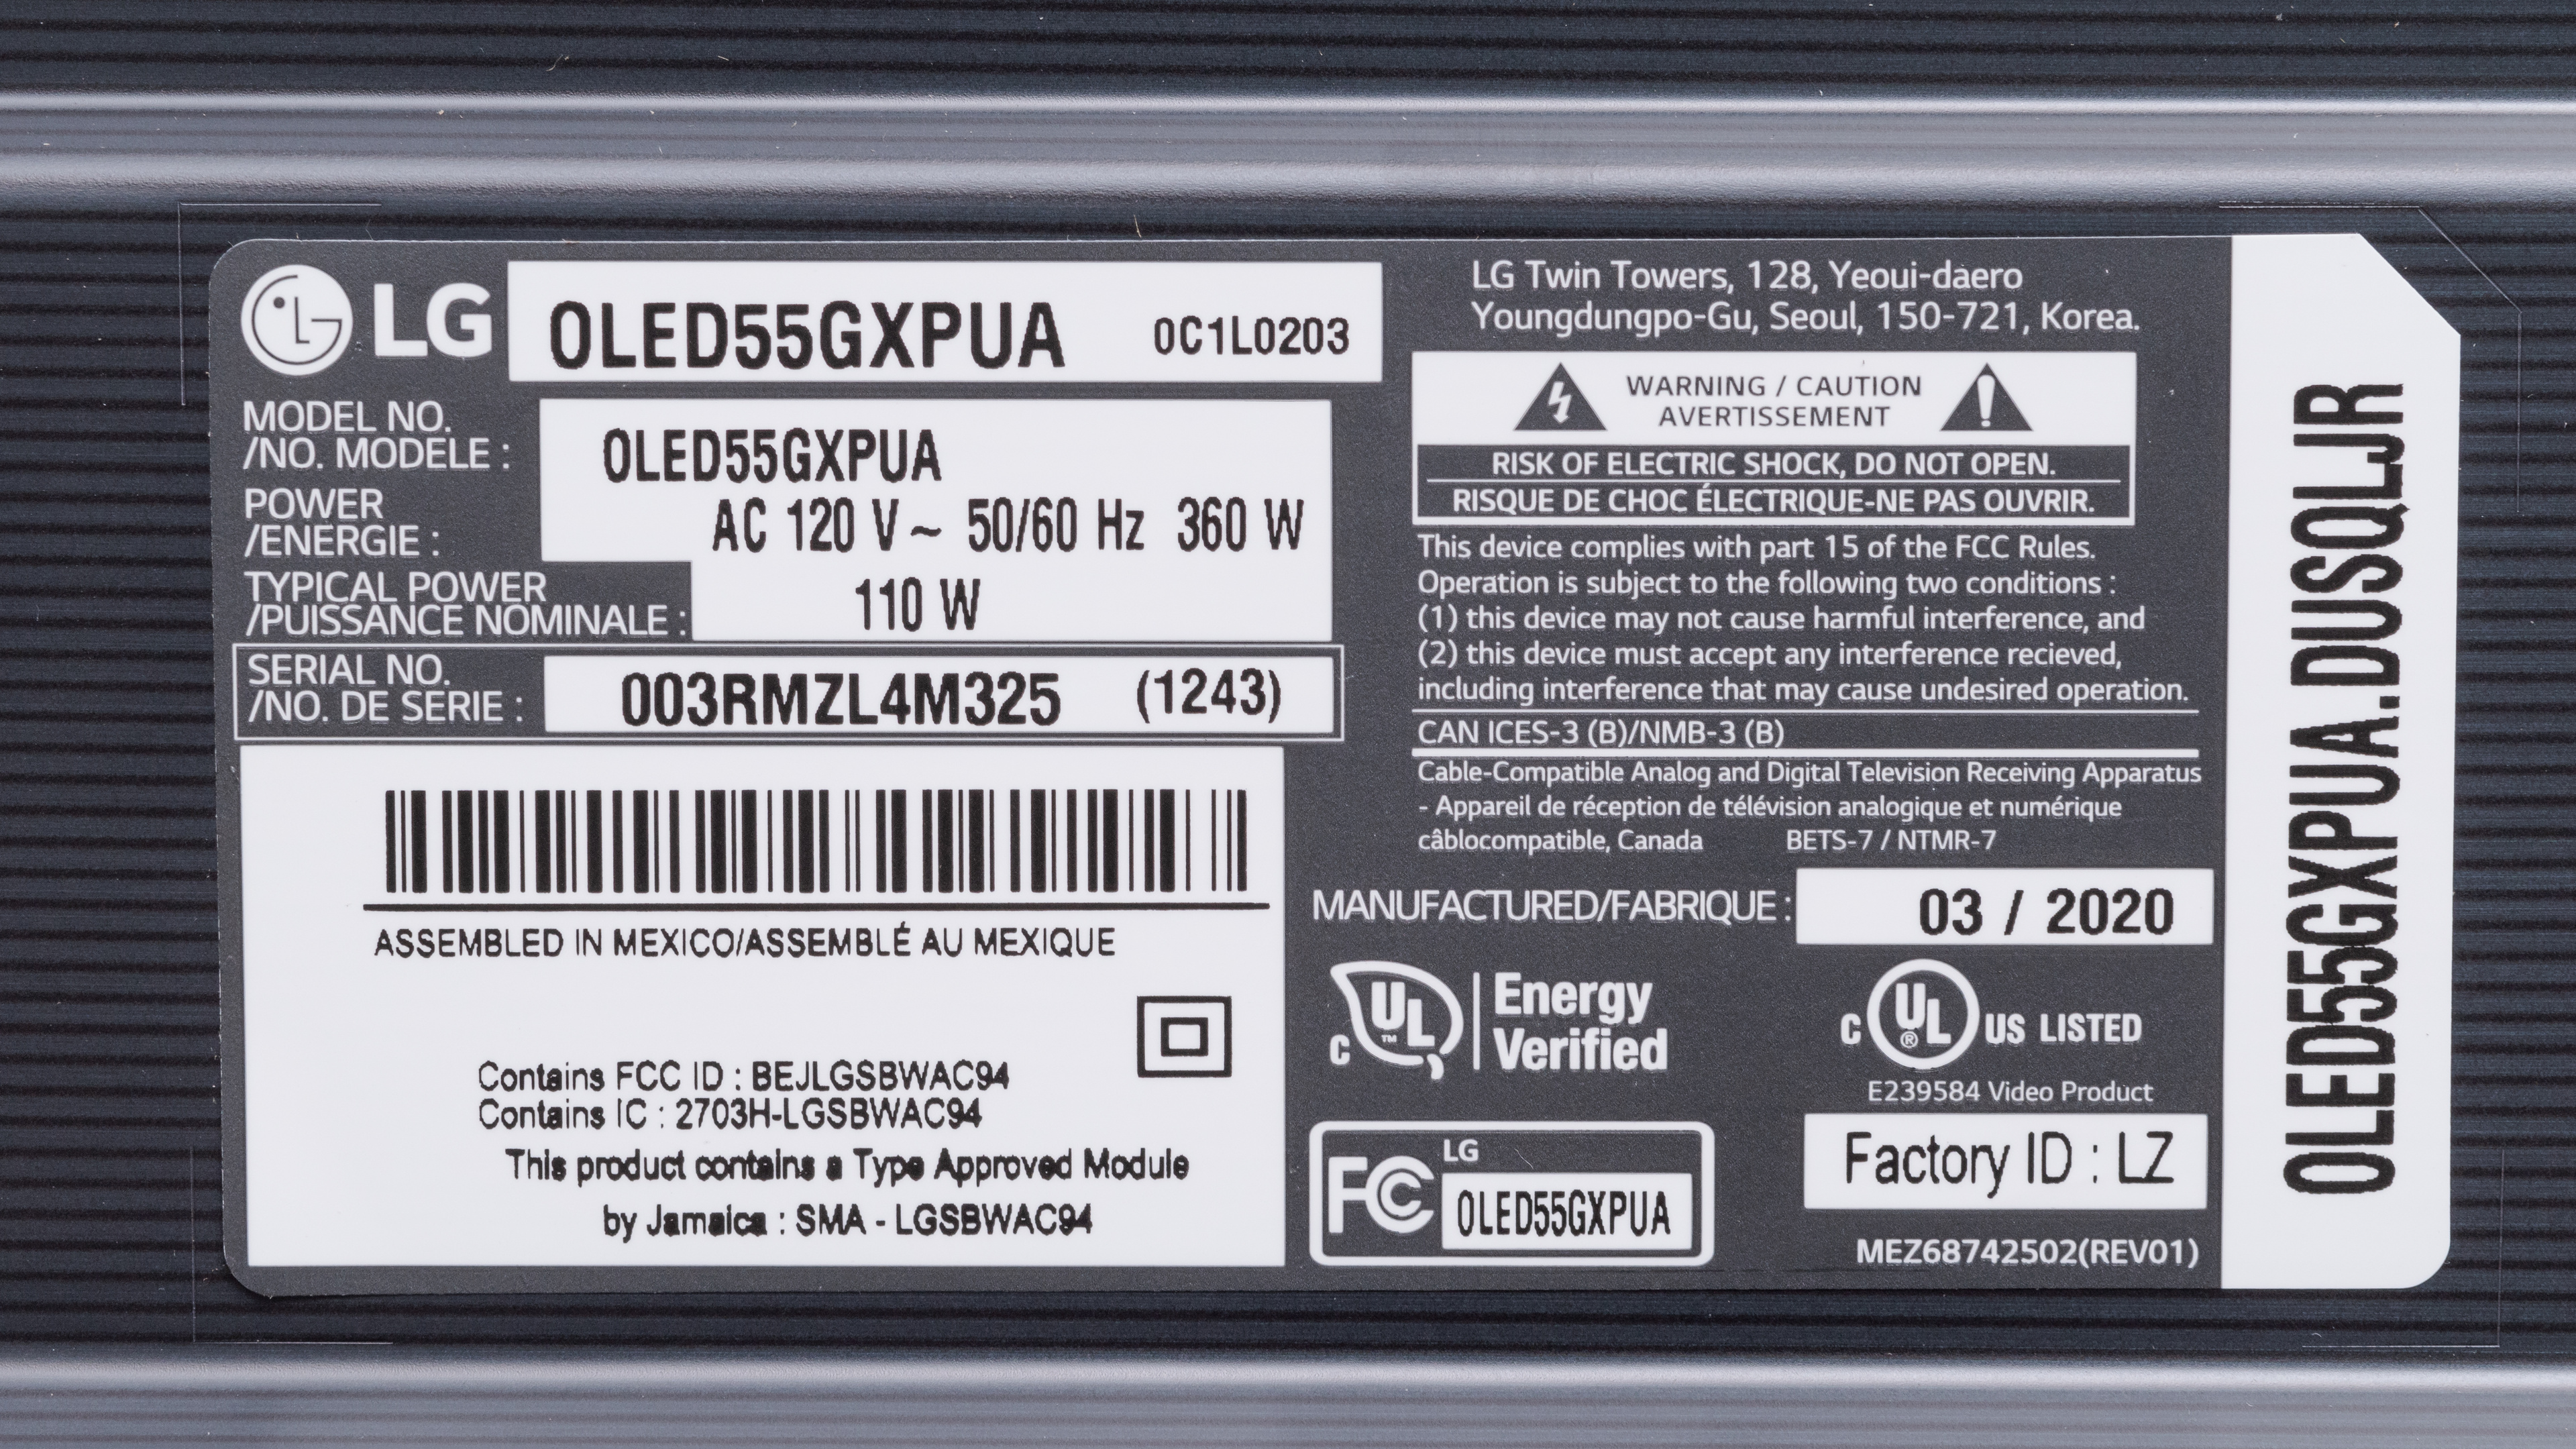 LG OLED55GXPUA 0C1L0203
MODEL NO.
/NO. MODELE : OLED55GXPUA
POWER
/ENERGIE : AC 120 V ~ 50/60 Hz 360 W
TYPICAL POWER
/PUISSANCE NOMINALE : 110 W
SERIAL NO.
/NO. DE SERIE : 003RMZL4M325 (1243)
ASSEMBLED IN MEXICO/ASSEMBLÉ AU MEXIQUE
Contains FCC ID : BEJLGSBWAC94
Contains IC : 2703H-LGSBWAC94
This product contains a Type Approved Module
by Jamaica : SMA - LGSBWAC94
LG Twin Towers, 128, Yeoui-daero
Youngdungpo-Gu, Seoul, 150-721, Korea.
WARNING / CAUTION
AVERTISSEMENT
RISK OF ELECTRIC SHOCK, DO NOT OPEN.
RISQUE DE CHOC ÉLECTRIQUE-NE PAS OUVRIR.
This device complies with part 15 of the FCC Rules.
Operation is subject to the following two conditions :
(1) this device may not cause harmful interference, and
(2) this device must accept any interference recieved,
including interference that may cause undesired operation.
CAN ICES-3 (B)/NMB-3 (B)
Cable-Compatible Analog and Digital Television Receiving Apparatus
- Appareil de réception de télévision analogique et numérique
câblocompatible, Canada BETS-7 / NTMR-7
MANUFACTURED/FABRIQUE : 03 / 2020
C UL ™ Energy
Verified
C UL ® US LISTED
E239584 Video Product
FC LG
OLED55GXPUA
Factory ID : LZ
MEZ68742502(REV01)
OLED55GXPUA.DUSQLJR